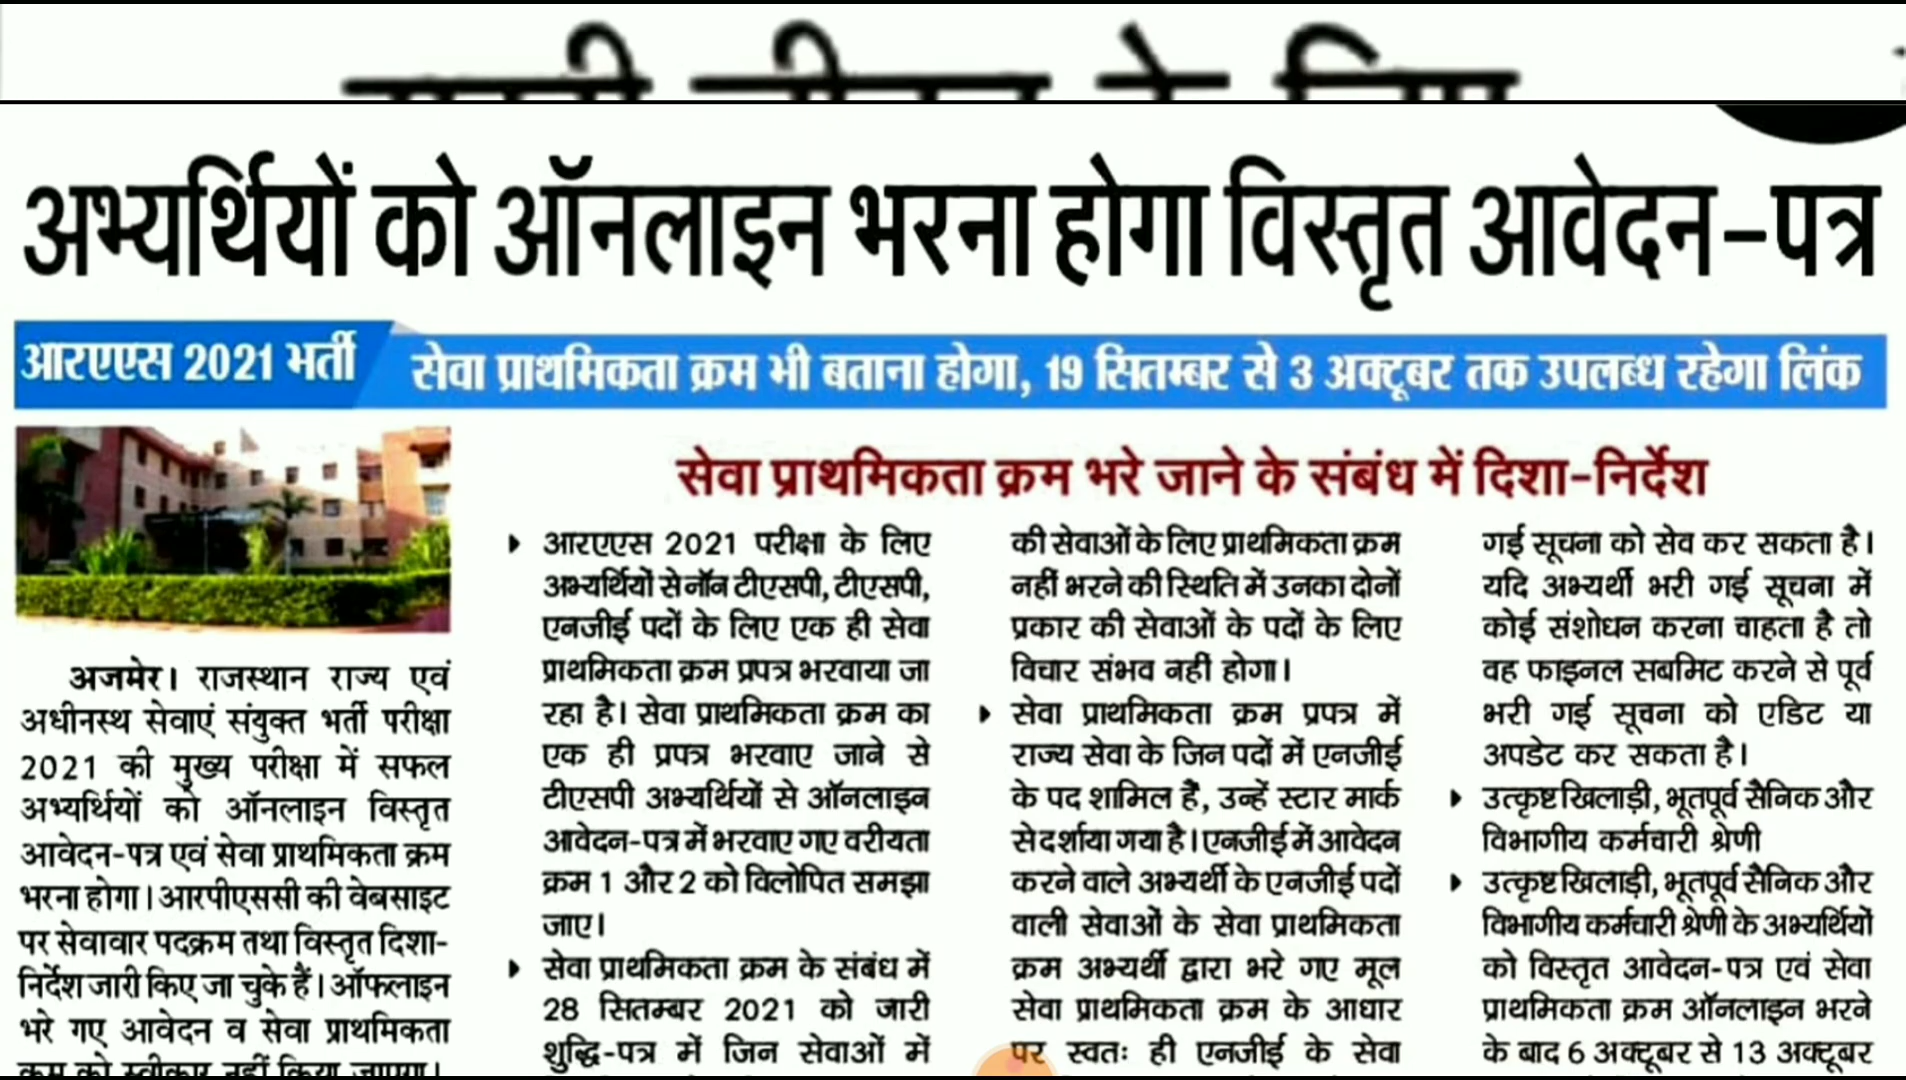 अभ्यर्थियों को ऑनलाइन भरना होगा विस्तृत आवेदन-पत्र
आरएएस 2021 भर्ती
सेवा प्राथमिकता क्रम भी बताना होगा, 19 सितम्बर से 3 अक्टूबर तक उपलब्ध रहेगा लिंक
अजमेर। राजस्थान राज्य एवं
अधीनस्थ सेवाएं संयुक्त भर्ती परीक्षा
2021 की मुख्य परीक्षा में सफल
अभ्यर्थियों को ऑनलाइन विस्तृत
आवेदन-पत्र एवं सेवा प्राथमिकता क्रम
भरना होगा। आरपीएससी की वेबसाइट
पर सेवावार पदक्रम तथा विस्तृत दिशा-
निर्देश जारी किए जा चुके हैं। ऑफलाइन
भरे गए आवेदन व सेवा प्राथमिकता
क्रम को स्वीकार नहीं किया जाएगा।
सेवा प्राथमिकता क्रम भरे जाने के संबंध में दिशा-निर्देश
आरएएस 2021 परीक्षा के लिए
अभ्यर्थियों से नॉन टीएसपी, टीएसपी,
एनजीई पदों के लिए एक ही सेवा
प्राथमिकता क्रम प्रपत्र भरवाया जा
रहा है। सेवा प्राथमिकता क्रम का
एक ही प्रपत्र भरवाए जाने से
टीएसपी अभ्यर्थियों से ऑनलाइन
आवेदन-पत्र में भरवाए गए वरीयता
क्रम 1 और 2 को विलोपित समझा
जाए।
सेवा प्राथमिकता क्रम के संबंध में
28 सितम्बर 2021 को जारी
शुद्धि-पत्र में जिन सेवाओं में
की सेवाओं के लिए प्राथमिकता क्रम
नहीं भरने की स्थिति में उनका दोनों
प्रकार की सेवाओं के पदों के लिए
विचार संभव नहीं होगा।
सेवा प्राथमिकता क्रम प्रपत्र में
राज्य सेवा के जिन पदों में एनजीई
के पद शामिल हैं, उन्हें स्टार मार्क
से दर्शाया गया है। एनजीई में आवेदन
करने वाले अभ्यर्थी के एनजीई पदों
वाली सेवाओं के सेवा प्राथमिकता
क्रम अभ्यर्थी द्वारा भरे गए मूल
सेवा प्राथमिकता क्रम के आधार
पर स्वतः ही एनजीई के सेवा
गई सूचना को सेव कर सकता है।
यदि अभ्यर्थी भरी गई सूचना में
कोई संशोधन करना चाहता है तो
वह फाइनल सबमिट करने से पूर्व
भरी गई सूचना को एडिट या
अपडेट कर सकता है।
उत्कृष्ट खिलाड़ी, भूतपूर्व सैनिक और
विभागीय कर्मचारी श्रेणी
उत्कृष्ट खिलाड़ी, भूतपूर्व सैनिक और
विभागीय कर्मचारी श्रेणी के अभ्यर्थियों
को विस्तृत आवेदन-पत्र एवं सेवा
प्राथमिकता क्रम ऑनलाइन भरने
के बाद 6 अक्टूबर से 13 अक्टूबर